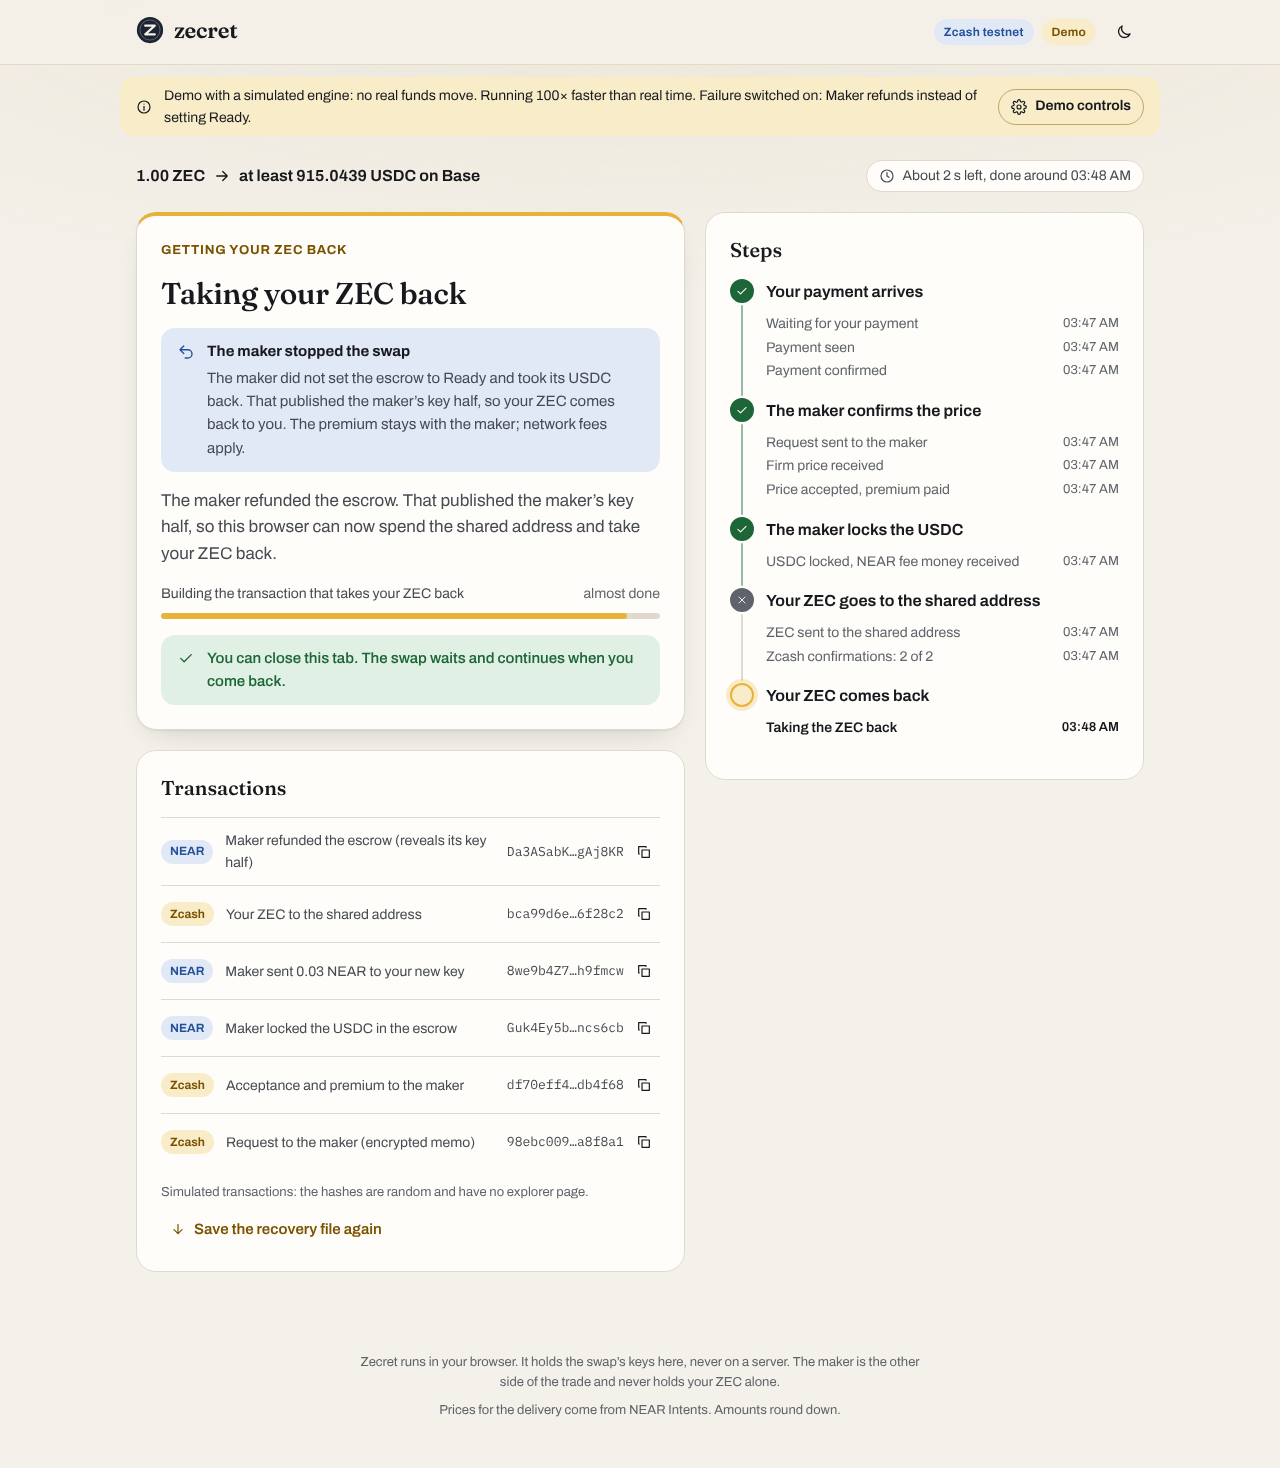 zecret
Zcash testnet
Demo
Demo with a simulated engine: no real funds move. Running 100× faster than real time. Failure switched on: Maker refunds instead of
setting Ready.
Demo controls
1.00 ZEC → at least 915.0439 USDC on Base
About 2 s left, done around 03:48 AM
GETTING YOUR ZEC BACK
Taking your ZEC back
The maker stopped the swap
The maker did not set the escrow to Ready and took its USDC
back. That published the maker’s key half, so your ZEC comes
back to you. The premium stays with the maker; network fees
apply.
The maker refunded the escrow. That published the maker’s key
half, so this browser can now spend the shared address and take
your ZEC back.
Building the transaction that takes your ZEC back almost done
You can close this tab. The swap waits and continues when you
come back.
Steps
Your payment arrives
Waiting for your payment 03:47 AM
Payment seen 03:47 AM
Payment confirmed 03:47 AM
The maker confirms the price
Request sent to the maker 03:47 AM
Firm price received 03:47 AM
Price accepted, premium paid 03:47 AM
The maker locks the USDC
USDC locked, NEAR fee money received 03:47 AM
Your ZEC goes to the shared address
ZEC sent to the shared address 03:47 AM
Zcash confirmations: 2 of 2 03:47 AM
Your ZEC comes back
Taking the ZEC back 03:48 AM
Transactions
NEAR Maker refunded the escrow (reveals its key
half) Da3ASabK…gAj8KR
Zcash Your ZEC to the shared address bca99d6e…6f28c2
NEAR Maker sent 0.03 NEAR to your new key 8we9b4Z7…h9fmcw
NEAR Maker locked the USDC in the escrow Guk4Ey5b…ncs6cb
Zcash Acceptance and premium to the maker df70eff4…db4f68
Zcash Request to the maker (encrypted memo) 98ebc009…a8f8a1
Simulated transactions: the hashes are random and have no explorer page.
Save the recovery file again
Zecret runs in your browser. It holds the swap’s keys here, never on a server. The maker is the other
side of the trade and never holds your ZEC alone.
Prices for the delivery come from NEAR Intents. Amounts round down.